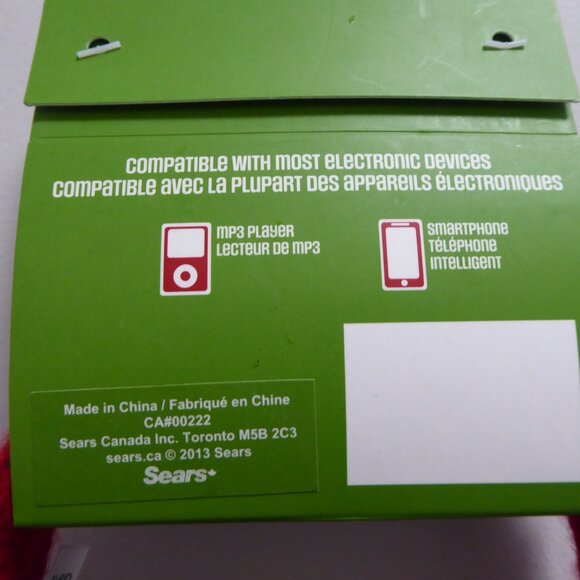 COMPATIBLE WITH MOST ELECTRONIC DEVICES
COMPATIBLE AVEC LA PLUPART DES APPAREILS ÉLECTRONIQUES
MP3 PLAYER
LECTEUR DE MP3
SMARTPHONE
TÉLÉPHONE
INTELLIGENT
Made in China / Fabriqué en Chine
CA#00222
Sears Canada Inc. Toronto M5B 2C3
sears.ca © 2013 Sears
Sears